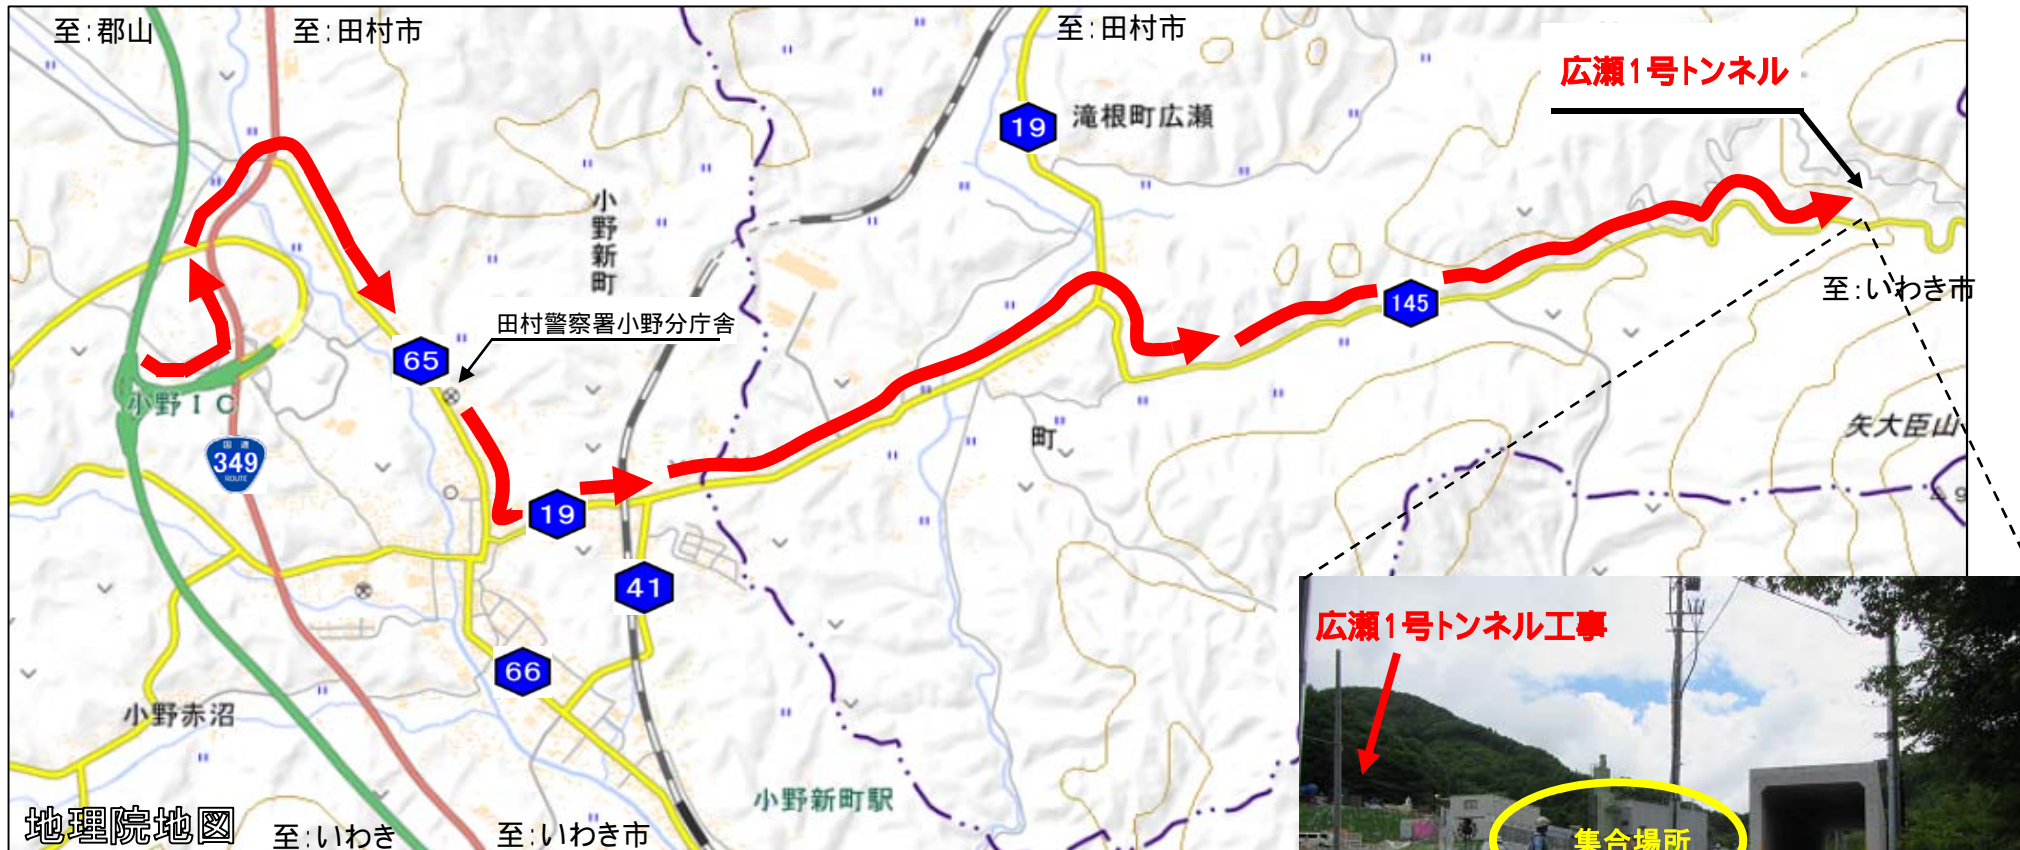 至:郡山
至:田村市
至:田村市
広瀬1号トンネル
19
滝根町広瀬
小野新町
至:いわき市
145
田村警察署小野分庁舎
65
小野IC
矢大臣山
町
国道
349
ROUTE
19
41
広瀬1号トンネル工事
66
小野赤沼
小野新町駅
地理院地図
至:いわき
至:いわき市
集合場所